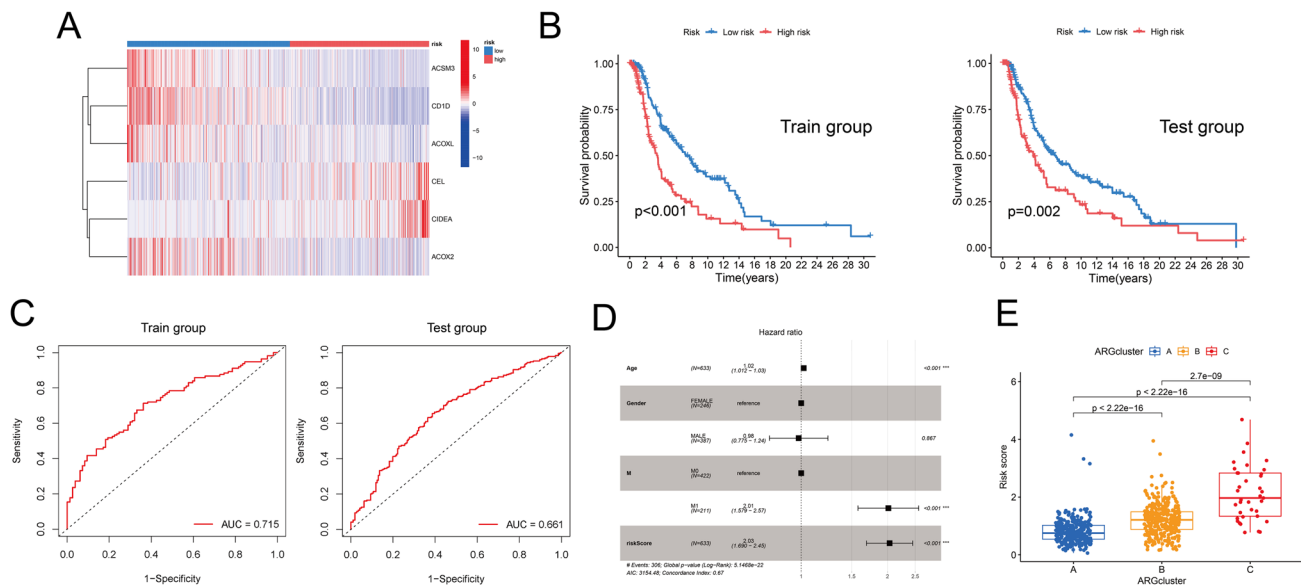 A
risk
ACSM3
CD1D
ACOXL
CEL
CIDEA
ACOX2
10
5
0
-5
-10
risk
low
high
B
Risk Low risk High risk
Survival probability
1.00
0.75
0.50
0.25
0.00
Train group
p<0.001
0 2 4 6 8 10 12 14 16 18 20 22 24 26 28 30
Time(years)
Risk Low risk High risk
Survival probability
1.00
0.75
0.50
0.25
0.00
Test group
p=0.002
0 2 4 6 8 10 12 14 16 18 20 22 24 26 28 30
Time(years)
C
Train group
Sensitivity
1.0
0.8
0.6
0.4
0.2
0.0
AUC = 0.715
0.0 0.2 0.4 0.6 0.8 1.0
1-Specificity
Test group
Sensitivity
1.0
0.8
0.6
0.4
0.2
0.0
AUC = 0.661
0.0 0.2 0.4 0.6 0.8 1.0
1-Specificity
D
Hazard ratio
Age (N=633) 1.02 (1.012 – 1.03) <0.001 ***
Gender FEMALE (N=246) reference
MALE (N=387) 0.98 (0.775 – 1.24) 0.867
M M0 (N=422) reference
M1 (N=211) 2.01 (1.579 – 2.57) <0.001 ***
riskScore (N=633) 2.03 (1.690 – 2.45) <0.001 ***
# Events: 306; Global p-value (Log-Rank): 5.1468e-22
AIC: 3154.48; Concordance Index: 0.67
1 1.5 2 2.5
E
ARGcluster A B C
2.7e-09
p < 2.22e-16
p < 2.22e-16
Risk score
6
4
2
0
A B C
ARGcluster